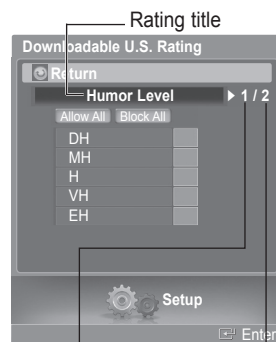 Rating title
Downloadable U.S. Rating
Return
Humor Level ▶ 1 / 2
Allow All Block All
DH
MH
H
VH
EH
Setup
Enter